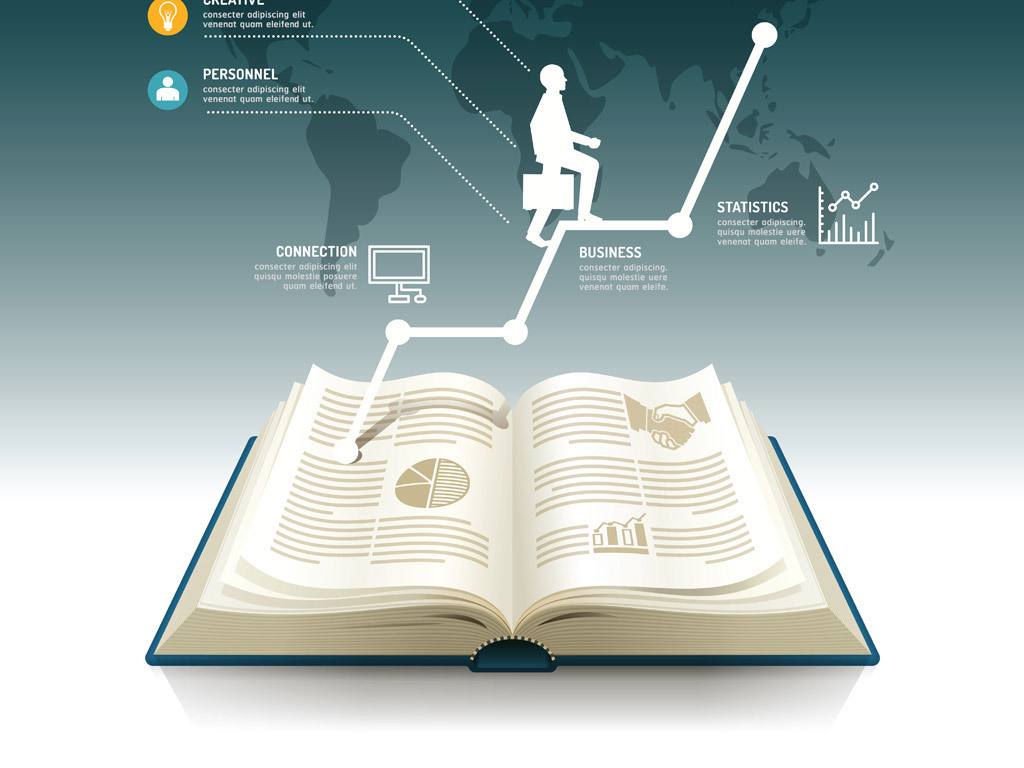 CREATIVE
consecter adipiscing elit
venenat quam eleifend ut.
PERSONNEL
consecter adipiscing elit
venenat quam eleifend ut.
STATISTICS
consecter adipiscing.
quisqu molestie uere
venenat quam eleife.
CONNECTION
consecter adipiscing elit
quisqu molestie posuere
quam eleifend ut.
BUSINESS
consecter adipiscing.
quisqu molestie uere
venenat quam eleife.